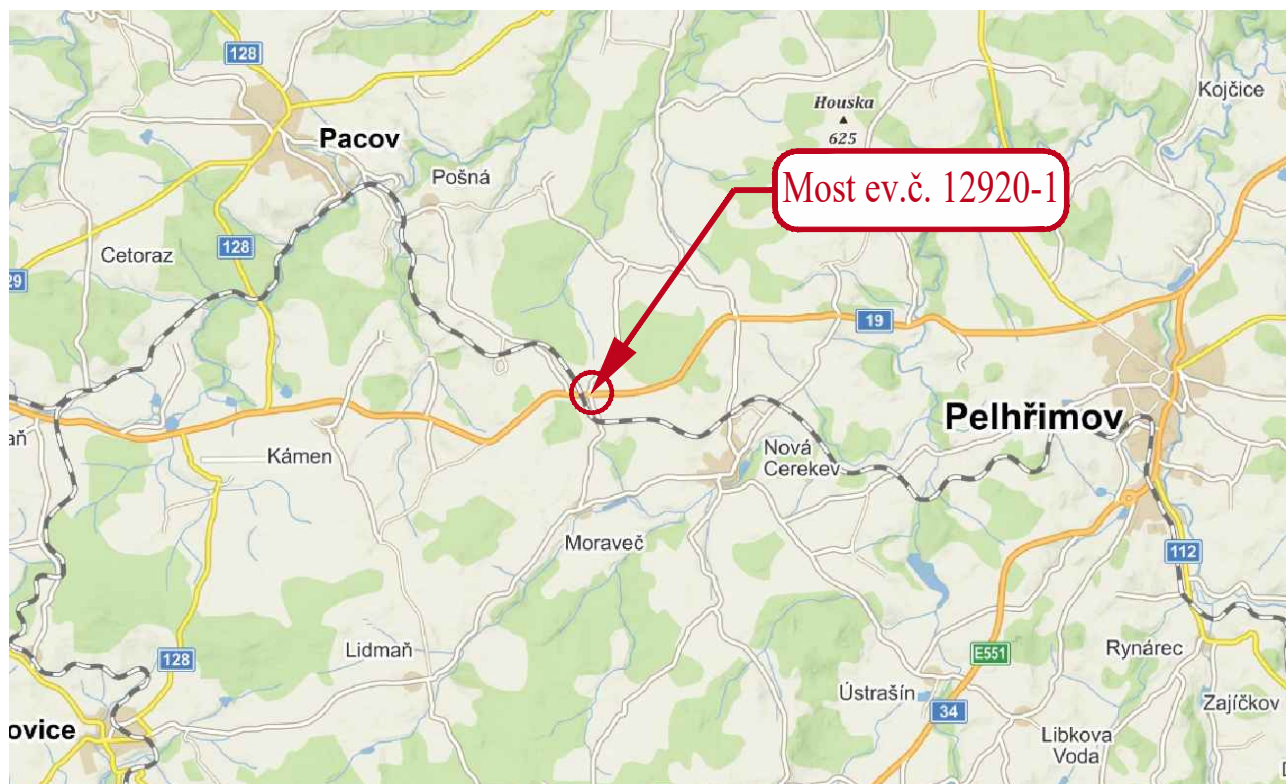 128
Kojčice
Houska
625
Pacov
Pošná
Most ev.č. 12920-1
Cetoraz
128
29
19
Pelhřimov
aň
Kámen
Nová
Cerekev
Moraveč
112
Lidmaň
128
E551
Rynárec
Ústrašín
34
Zajíčkov
ovice
Libkova
Voda